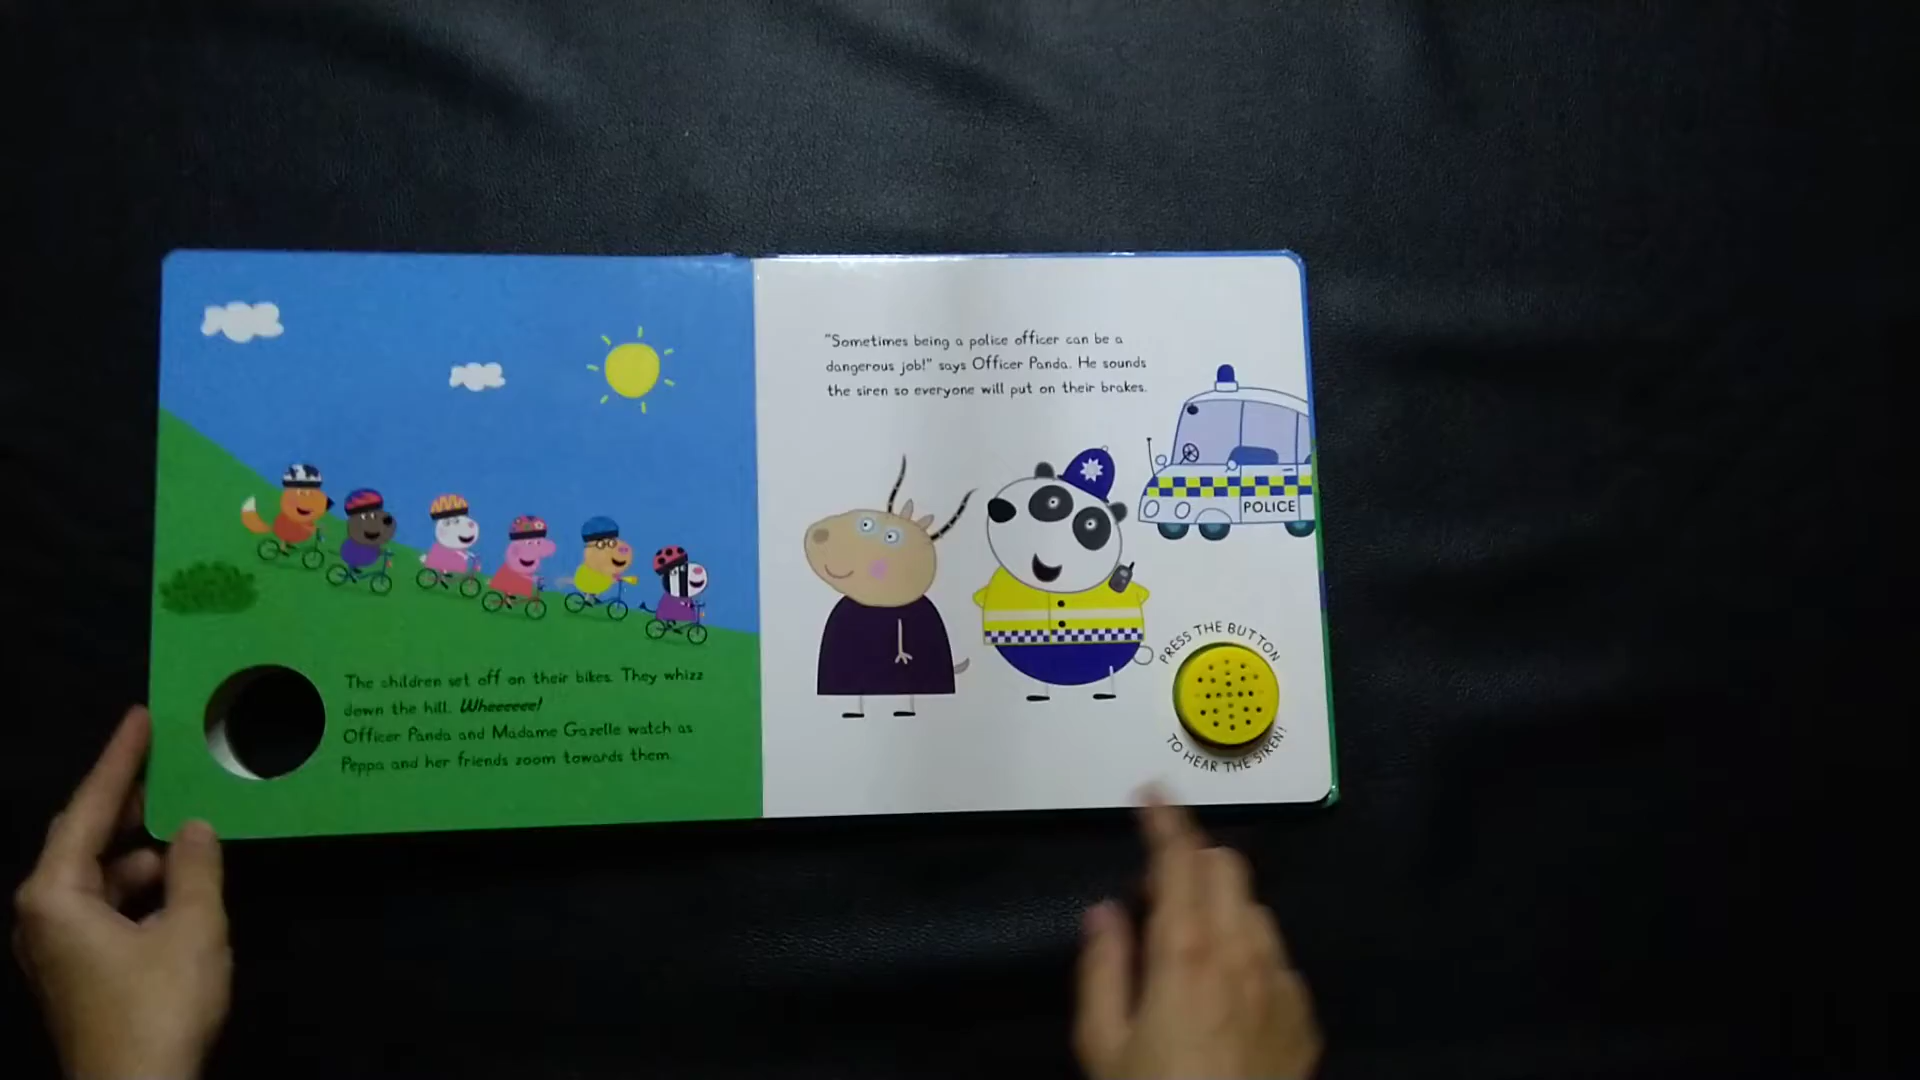 The children set off on their bikes. They whizz
down the hill. Wheeeeee!
Officer Panda and Madame Gazelle watch as
Peppa and her friends zoom towards them.
"Sometimes being a police officer can be a
dangerous job!" says Officer Panda. He sounds
the siren so everyone will put on their brakes.
POLICE
PRESS THE BUTTON
TO HEAR THE SIREN!